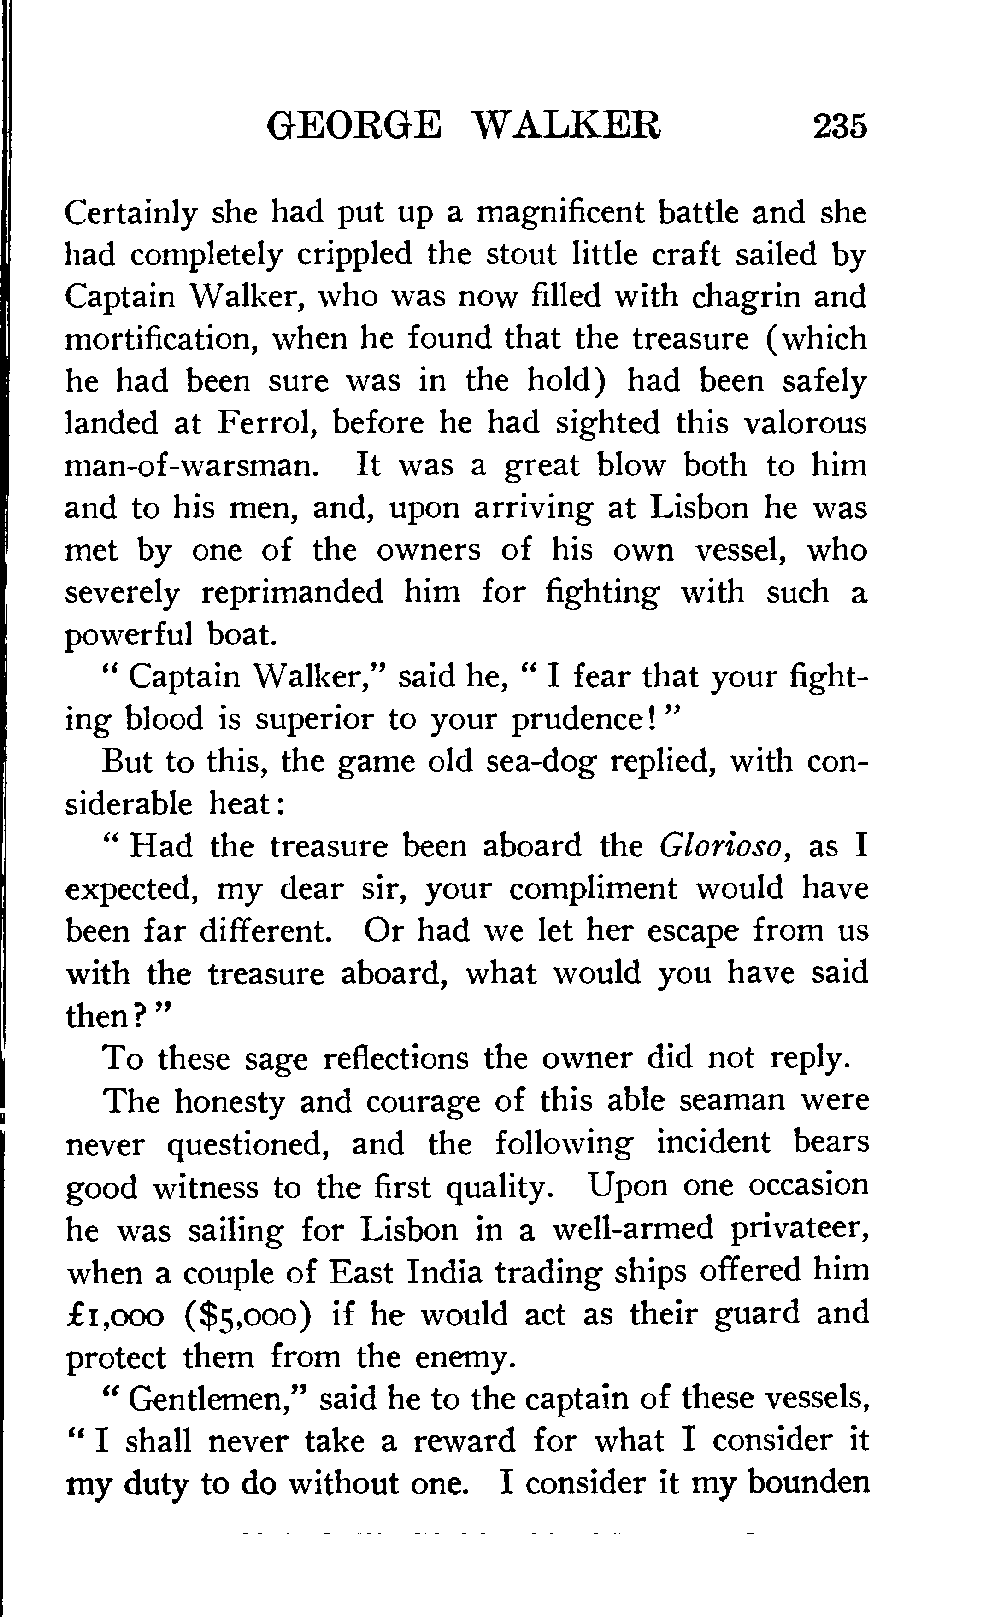 GEORGE WALKER 235
Certainly she had put up a magnificent battle and she
had completely crippled the stout little craft sailed by
Captain Walker, who was now filled with chagrin and
mortification, when he found that the treasure (which
he had been sure was in the hold) had been safely
landed at Ferrol, before he had sighted this valorous
man-of-warsman. It was a great blow both to him
and to his men, and, upon arriving at Lisbon he was
met by one of the owners of his own vessel, who
severely reprimanded him for fighting with such a
powerful boat.
“ Captain Walker,” said he, “ I fear that your fight-
ing blood is superior to your prudence! ”
But to this, the game old sea-dog replied, with con-
siderable heat:
“ Had the treasure been aboard the Glorioso, as I
expected, my dear sir, your compliment would have
been far different. Or had we let her escape from us
with the treasure aboard, what would you have said
then? ”
To these sage reflections the owner did not reply.
The honesty and courage of this able seaman were
never questioned, and the following incident bears
good witness to the first quality. Upon one occasion
he was sailing for Lisbon in a well-armed privateer,
when a couple of East India trading ships offered him
£1,000 ($5,000) if he would act as their guard and
protect them from the enemy.
“ Gentlemen,” said he to the captain of these vessels,
“ I shall never take a reward for what I consider it
my duty to do without one. I consider it my bounden